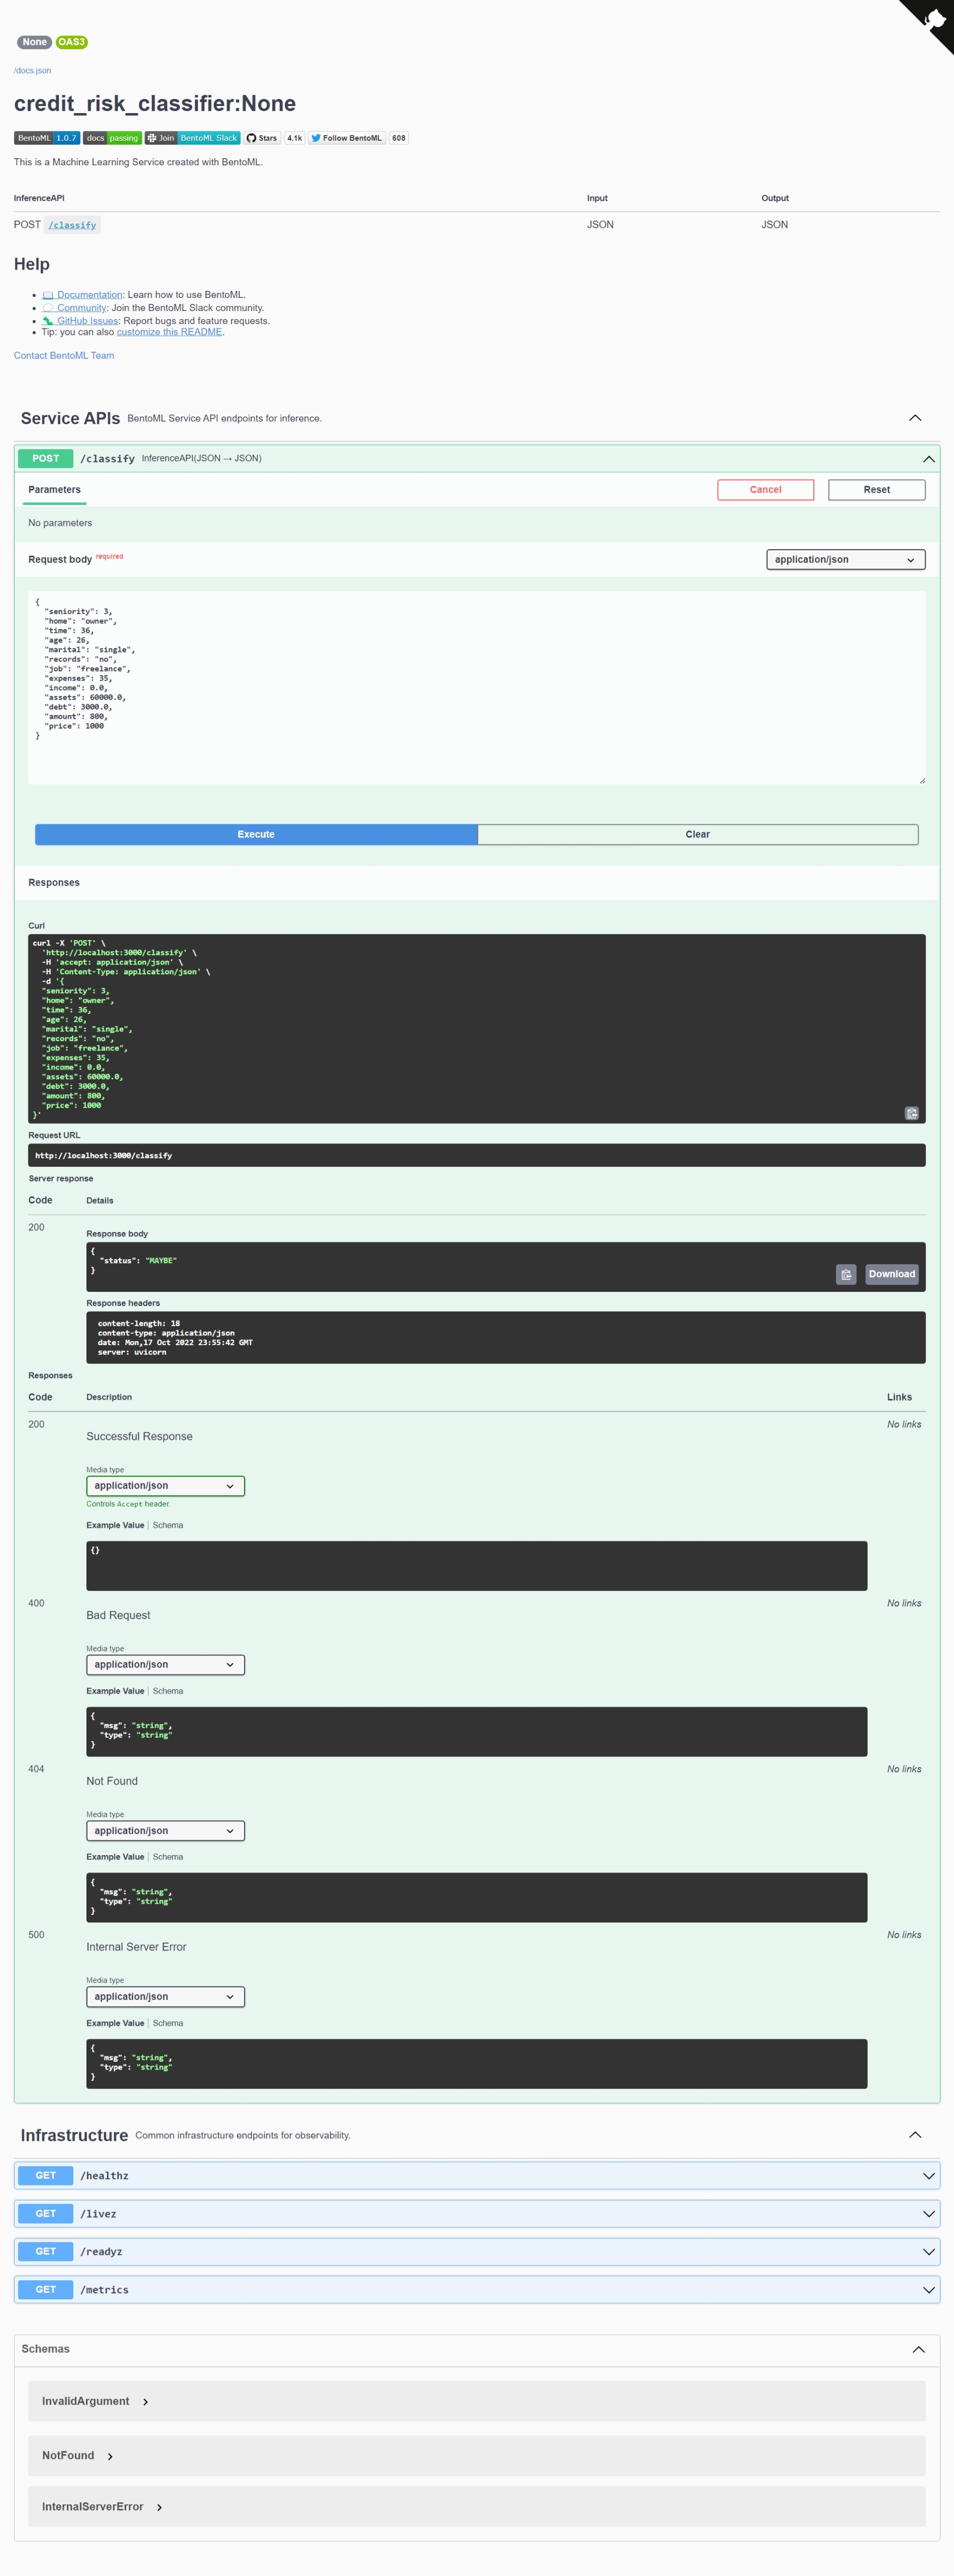 None OAS3
/docs.json
credit_risk_classifier:None
BentoML 1.0.7 docs passing Join BentoML Slack Stars 4.1k Follow BentoML 608
This is a Machine Learning Service created with BentoML.
InferenceAPI Input Output
POST /classify JSON JSON
Help
• 📖 Documentation: Learn how to use BentoML.
• 💬 Community: Join the BentoML Slack community.
• 🐛 GitHub Issues: Report bugs and feature requests.
• Tip: you can also customize this README.
Contact BentoML Team
Service APIs BentoML Service API endpoints for inference.
POST /classify InferenceAPI(JSON → JSON)
Parameters Cancel Reset
No parameters
Request body required application/json
{
"seniority": 3,
"home": "owner",
"time": 36,
"age": 26,
"marital": "single",
"records": "no",
"job": "freelance",
"expenses": 35,
"income": 0.0,
"assets": 60000.0,
"debt": 3000.0,
"amount": 800,
"price": 1000
}
Execute Clear
Responses
Curl
curl -X 'POST' \
'http://localhost:3000/classify' \
-H 'accept: application/json' \
-H 'Content-Type: application/json' \
-d '{
"seniority": 3,
"home": "owner",
"time": 36,
"age": 26,
"marital": "single",
"records": "no",
"job": "freelance",
"expenses": 35,
"income": 0.0,
"assets": 60000.0,
"debt": 3000.0,
"amount": 800,
"price": 1000
}'
Request URL
http://localhost:3000/classify
Server response
Code Details
200
Response body
{
"status": "MAYBE"
}
Download
Response headers
content-length: 18
content-type: application/json
date: Mon,17 Oct 2022 23:55:42 GMT
server: uvicorn
Responses
Code Description Links
200 No links
Successful Response
Media type
application/json
Controls Accept header.
Example Value | Schema
{}
400 No links
Bad Request
Media type
application/json
Example Value | Schema
{
"msg": "string",
"type": "string"
}
404 No links
Not Found
Media type
application/json
Example Value | Schema
{
"msg": "string",
"type": "string"
}
500 No links
Internal Server Error
Media type
application/json
Example Value | Schema
{
"msg": "string",
"type": "string"
}
Infrastructure Common infrastructure endpoints for observability.
GET /healthz
GET /livez
GET /readyz
GET /metrics
Schemas
InvalidArgument
NotFound
InternalServerError